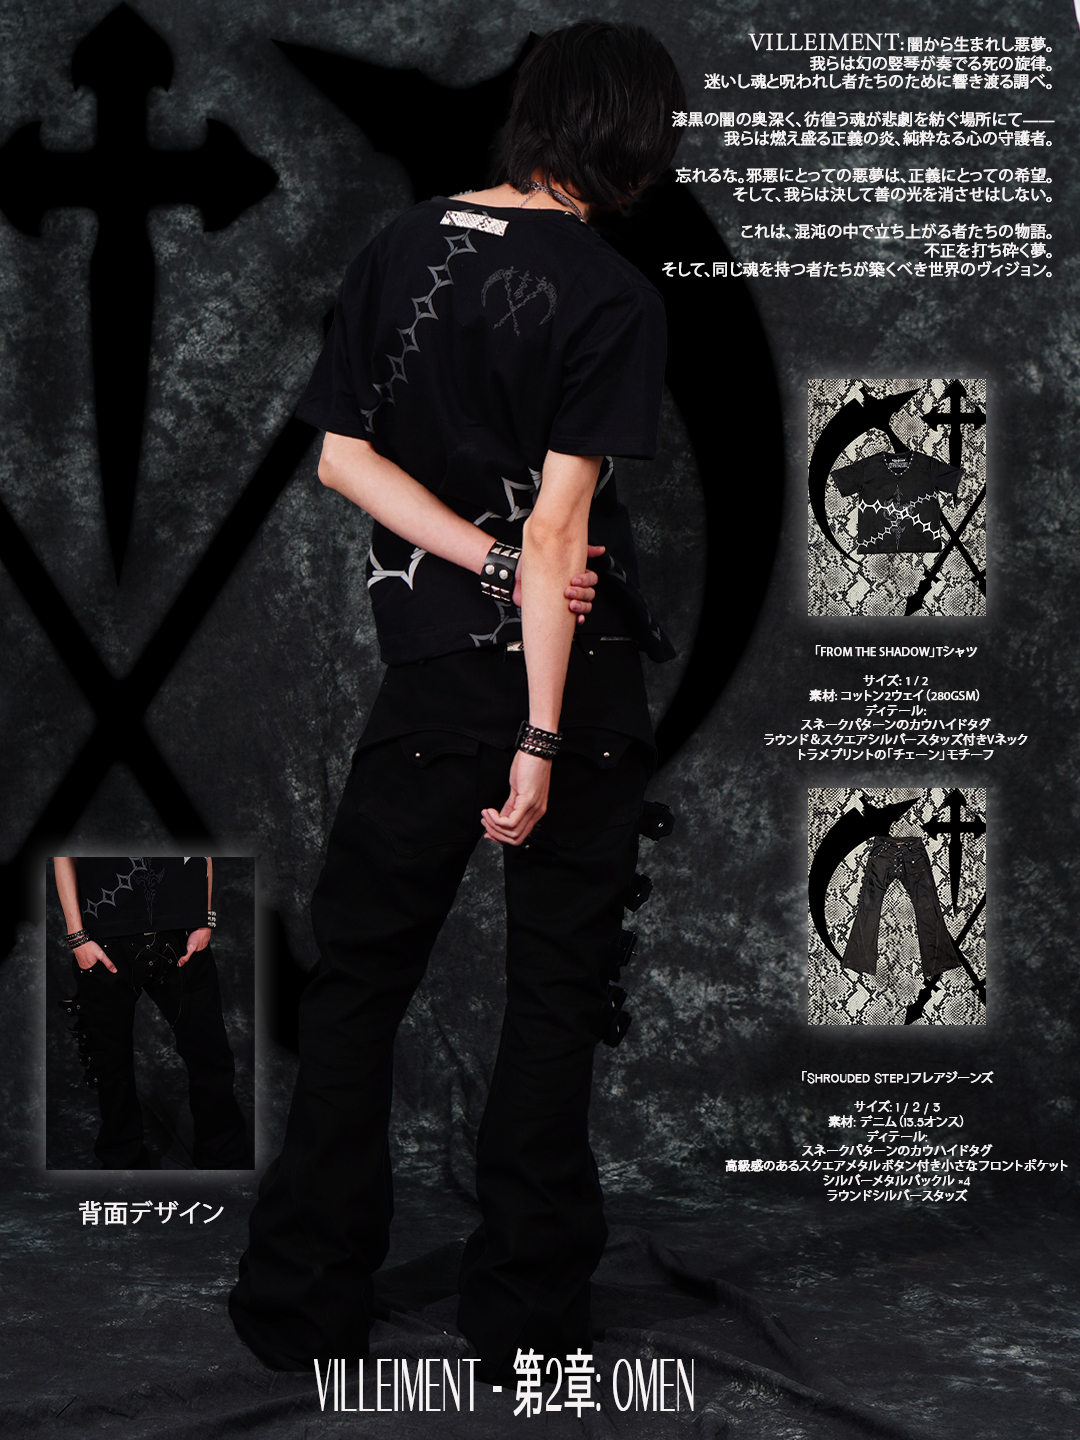 VILLEIMENT: 闇から生まれし悪夢。
我らは幻の竪琴が奏でる死の旋律。
迷いし魂と呪われし者たちのために響き渡る調べ。
漆黒の闇の奥深く、彷徨う魂が悲劇を紡ぐ場所にて——
我らは燃え盛る正義の炎、純粋なる心の守護者。
忘れるな。邪悪にとっての悪夢は、正義にとっての希望。
そして、我らは決して善の光を消させはしない。
これは、混沌の中で立ち上がる者たちの物語。
不正を打ち砕く夢。
そして、同じ魂を持つ者たちが築くべき世界のヴィジョン。
「FROM THE SHADOW」Tシャツ
サイズ: 1 / 2
素材: コットン2ウェイ（280GSM）
ディテール:
スネークパターンのカウハイドタグ
ラウンド＆スクエアシルバースタッズ付きVネック
トラメプリントの「チェーン」モチーフ
「SHROUDED STEP」フレアジーンズ
サイズ: 1 / 2 / 3
素材: デニム（13.5オンス）
ディテール:
スネークパターンのカウハイドタグ
高級感のあるスクエアメタルボタン付き小さなフロントポケット
シルバーメタルバックル ×4
ラウンドシルバースタッズ
背面デザイン
VILLEIMENT - 第2章: OMEN